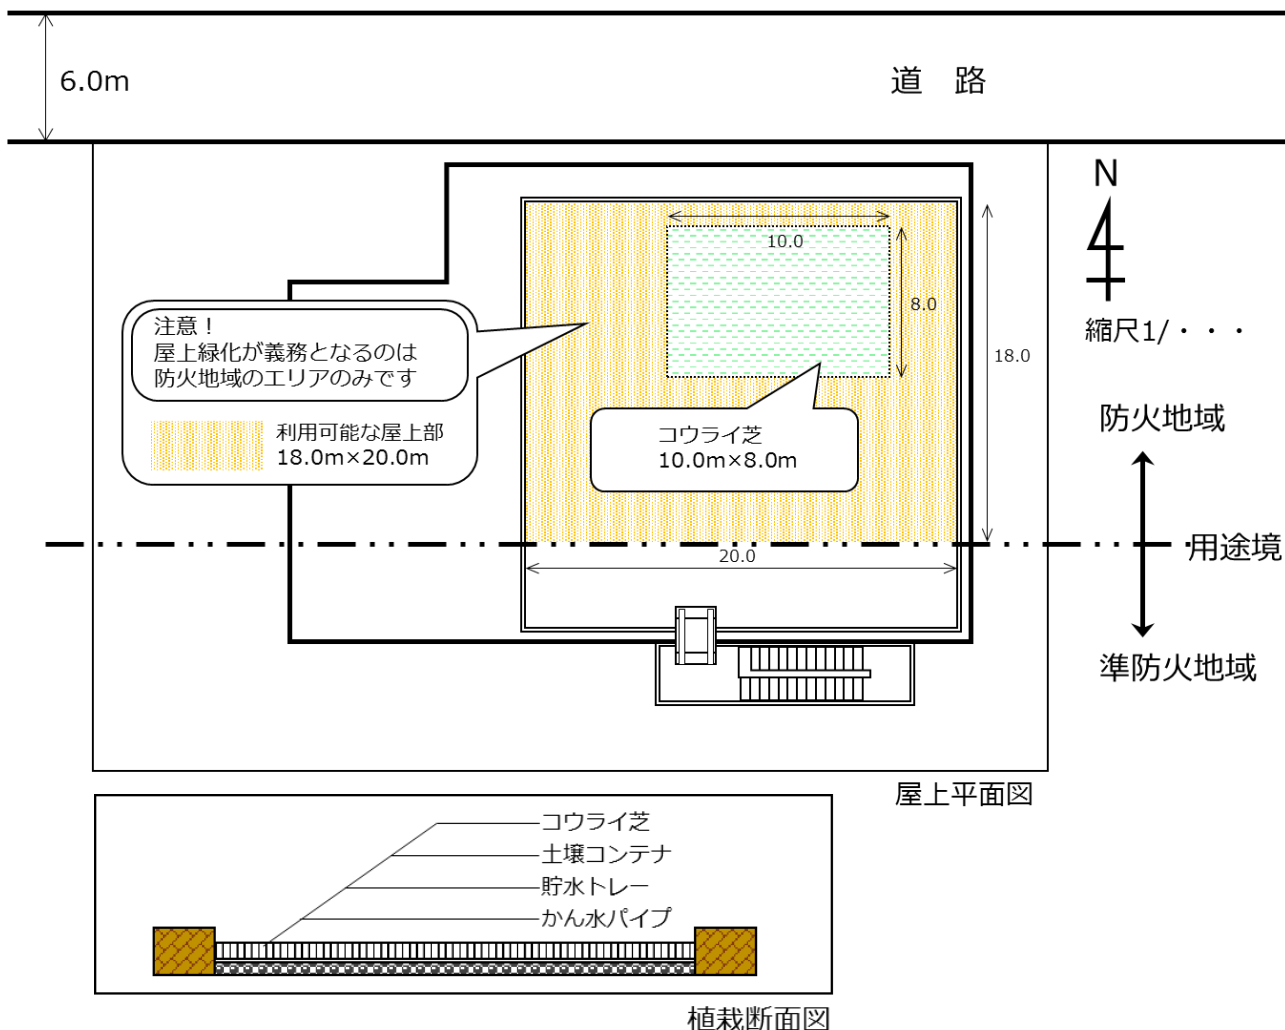 6.0m
道 路
N
縮尺1/・・・
10.0
8.0
18.0
注意!
屋上緑化が義務となるのは
防火地域のエリアのみです
利用可能な屋上部
18.0m×20.0m
コウライ芝
10.0m×8.0m
防火地域
用途境
20.0
準防火地域
屋上平面図
コウライ芝
土壌コンテナ
貯水トレー
かん水パイプ
植栽断面図